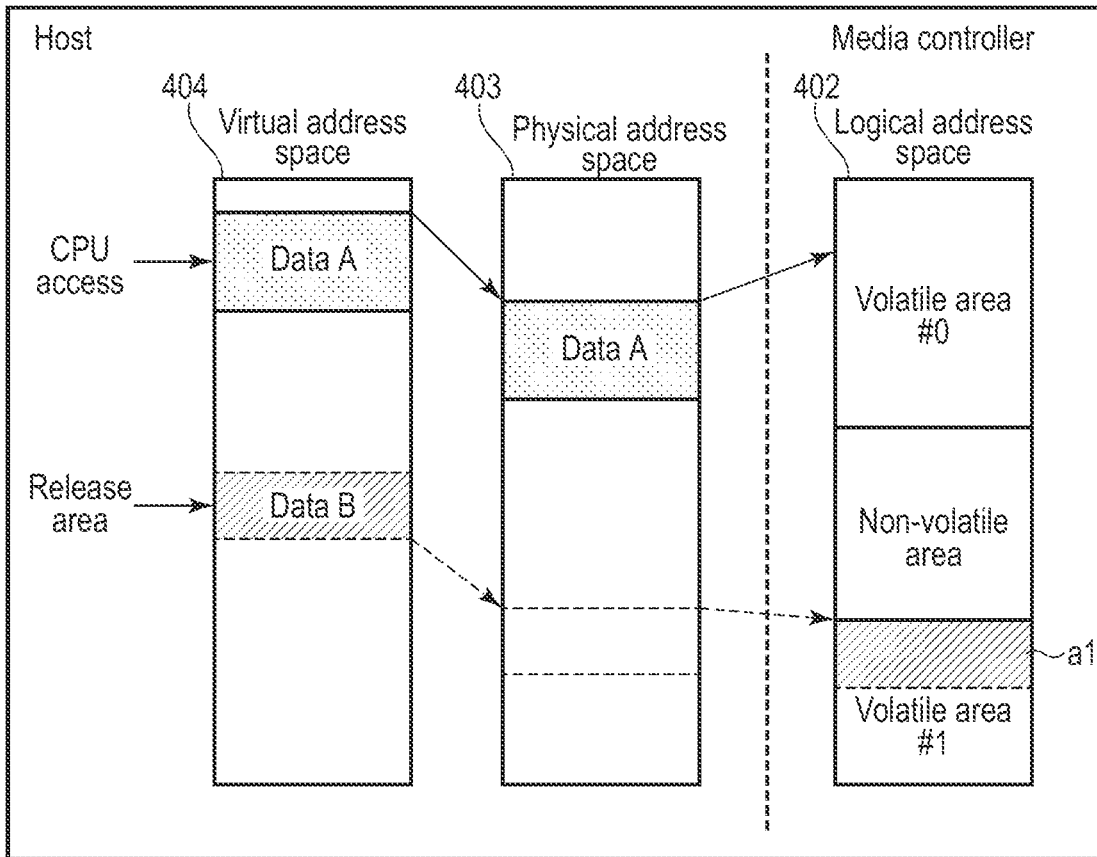 Host
Media controller
404
403
402
Virtual address
space
Physical address
space
Logical address
space
CPU
access
Data A
Data A
Volatile area
#0
Release
area
Data B
Non-volatile
area
a1
Volatile area
#1